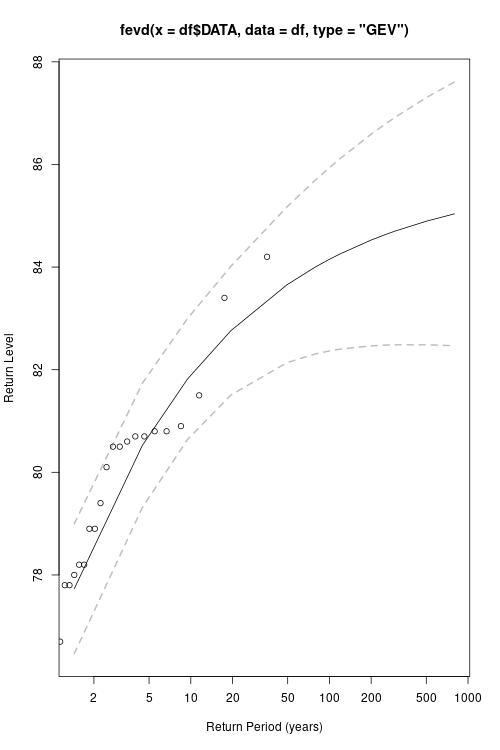 fevd(x = df$DATA, data = df, type = "GEV")
88
86
84
82
80
78
Return Level
2 5 10 20 50 100 200 500 1000
Return Period (years)